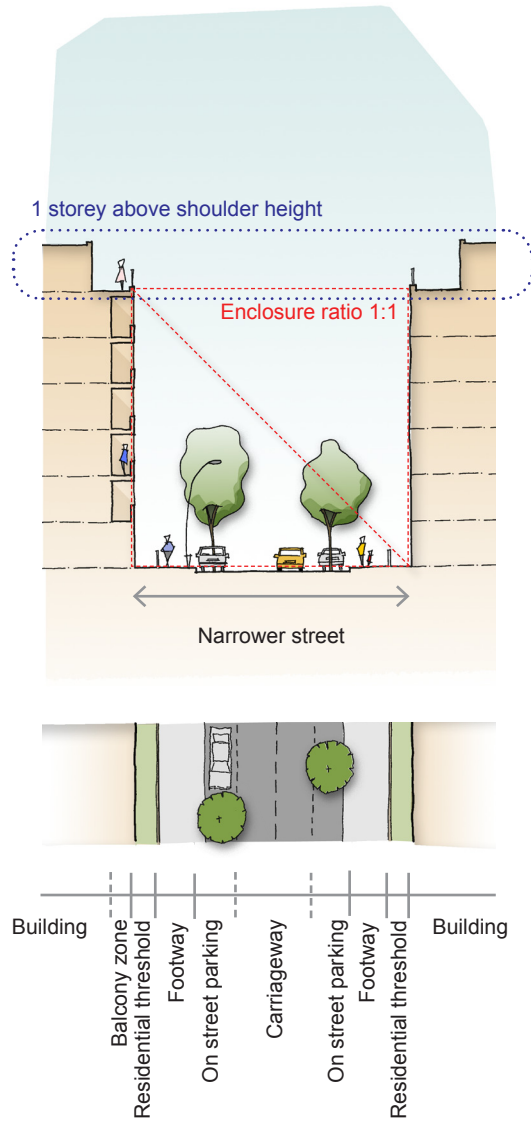 1 storey above shoulder height
Enclosure ratio 1:1
Narrower street
Building
Balcony zone
Residential threshold
Footway
On street parking
Carriageway
On street parking
Footway
Residential threshold
Building